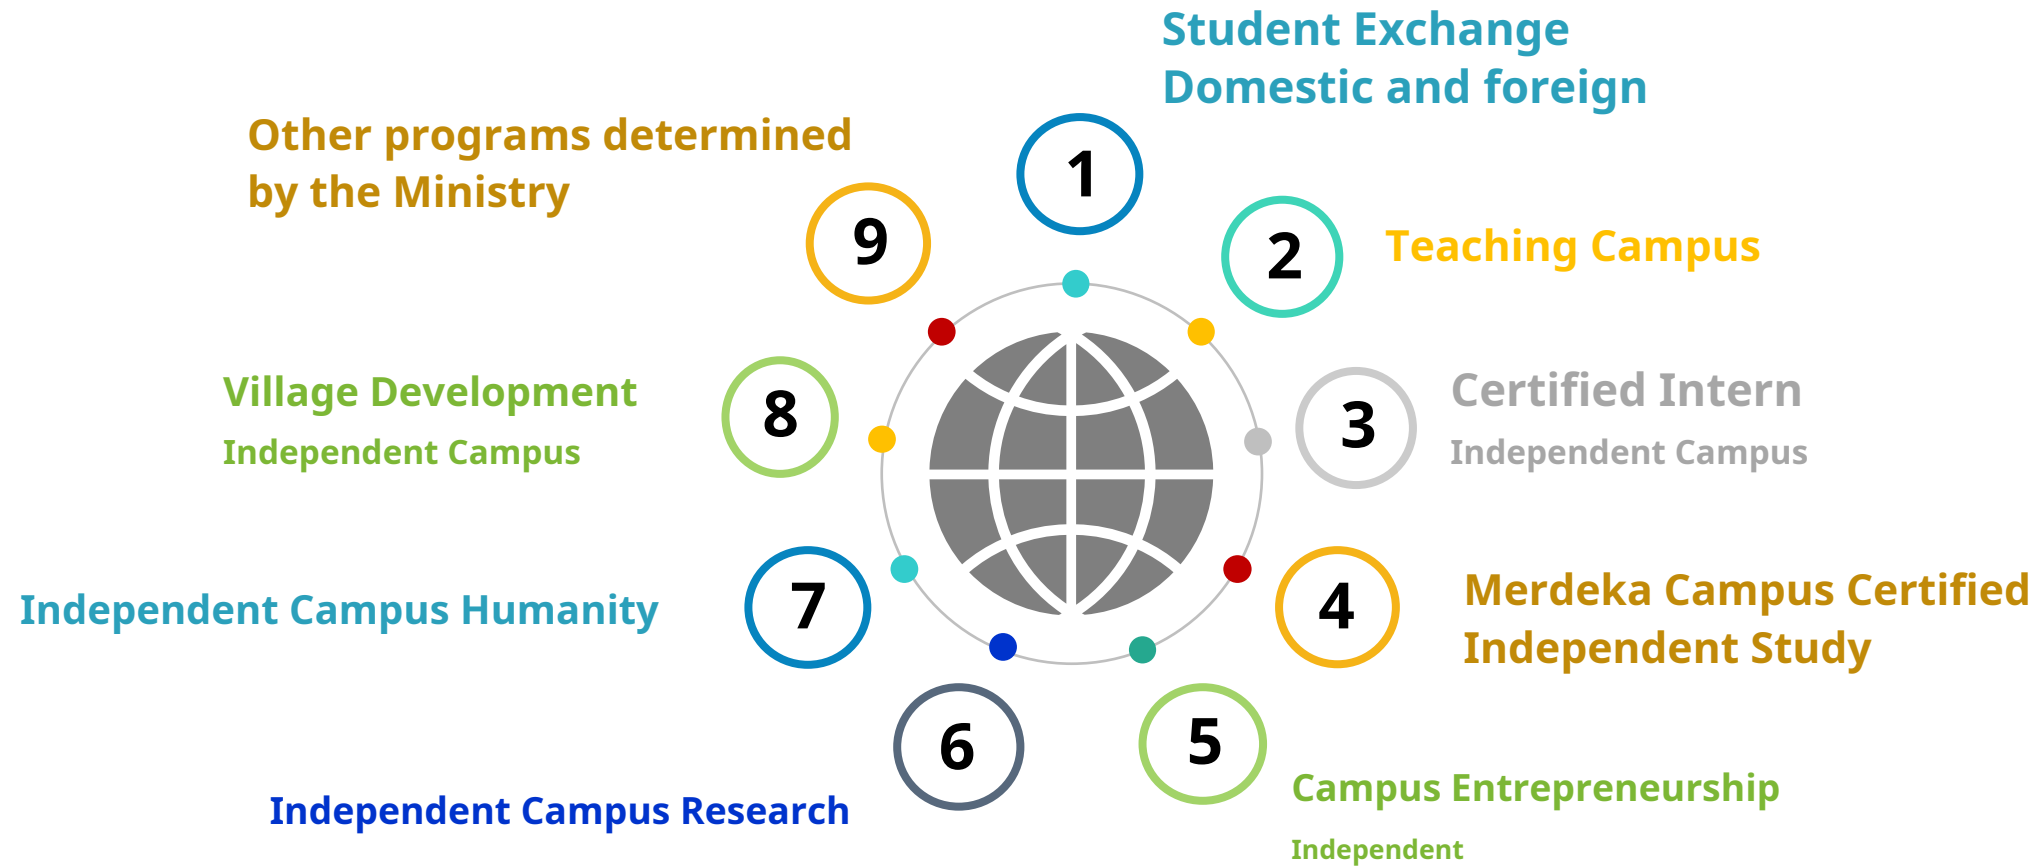 1
Student Exchange
Domestic and foreign
2
Teaching Campus
3
Certified Intern
Independent Campus
4
Merdeka Campus Certified
Independent Study
5
Campus Entrepreneurship
Independent
6
Independent Campus Research
7
Independent Campus Humanity
8
Village Development
Independent Campus
9
Other programs determined
by the Ministry